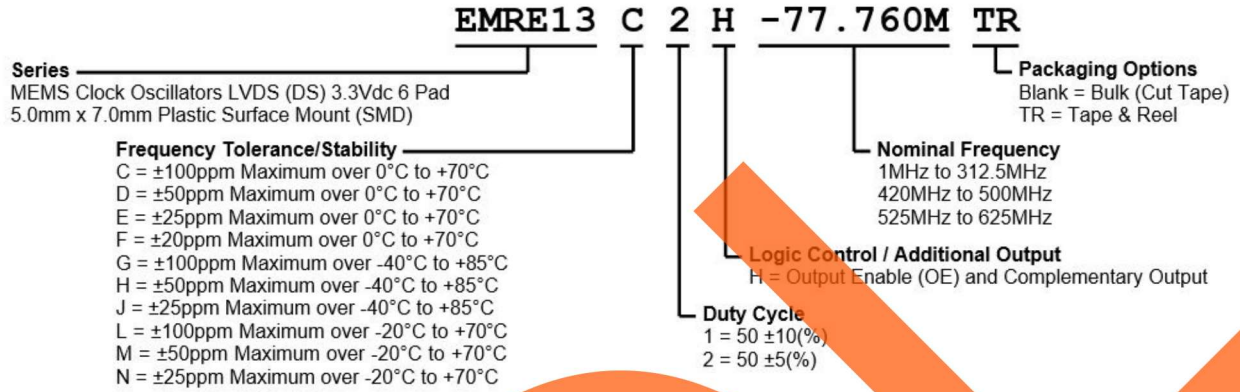 EMRE13 C 2 H -77.760M TR
Series
MEMS Clock Oscillators LVDS (DS) 3.3Vdc 6 Pad
5.0mm x 7.0mm Plastic Surface Mount (SMD)
Packaging Options
Blank = Bulk (Cut Tape)
TR = Tape & Reel
Frequency Tolerance/Stability
C = ±100ppm Maximum over 0°C to +70°C
D = ±50ppm Maximum over 0°C to +70°C
E = ±25ppm Maximum over 0°C to +70°C
F = ±20ppm Maximum over 0°C to +70°C
G = ±100ppm Maximum over -40°C to +85°C
H = ±50ppm Maximum over -40°C to +85°C
J = ±25ppm Maximum over -40°C to +85°C
L = ±100ppm Maximum over -20°C to +70°C
M = ±50ppm Maximum over -20°C to +70°C
N = ±25ppm Maximum over -20°C to +70°C
Nominal Frequency
1MHz to 312.5MHz
420MHz to 500MHz
525MHz to 625MHz
Logic Control / Additional Output
H = Output Enable (OE) and Complementary Output
Duty Cycle
1 = 50 ±10(%)
2 = 50 ±5(%)